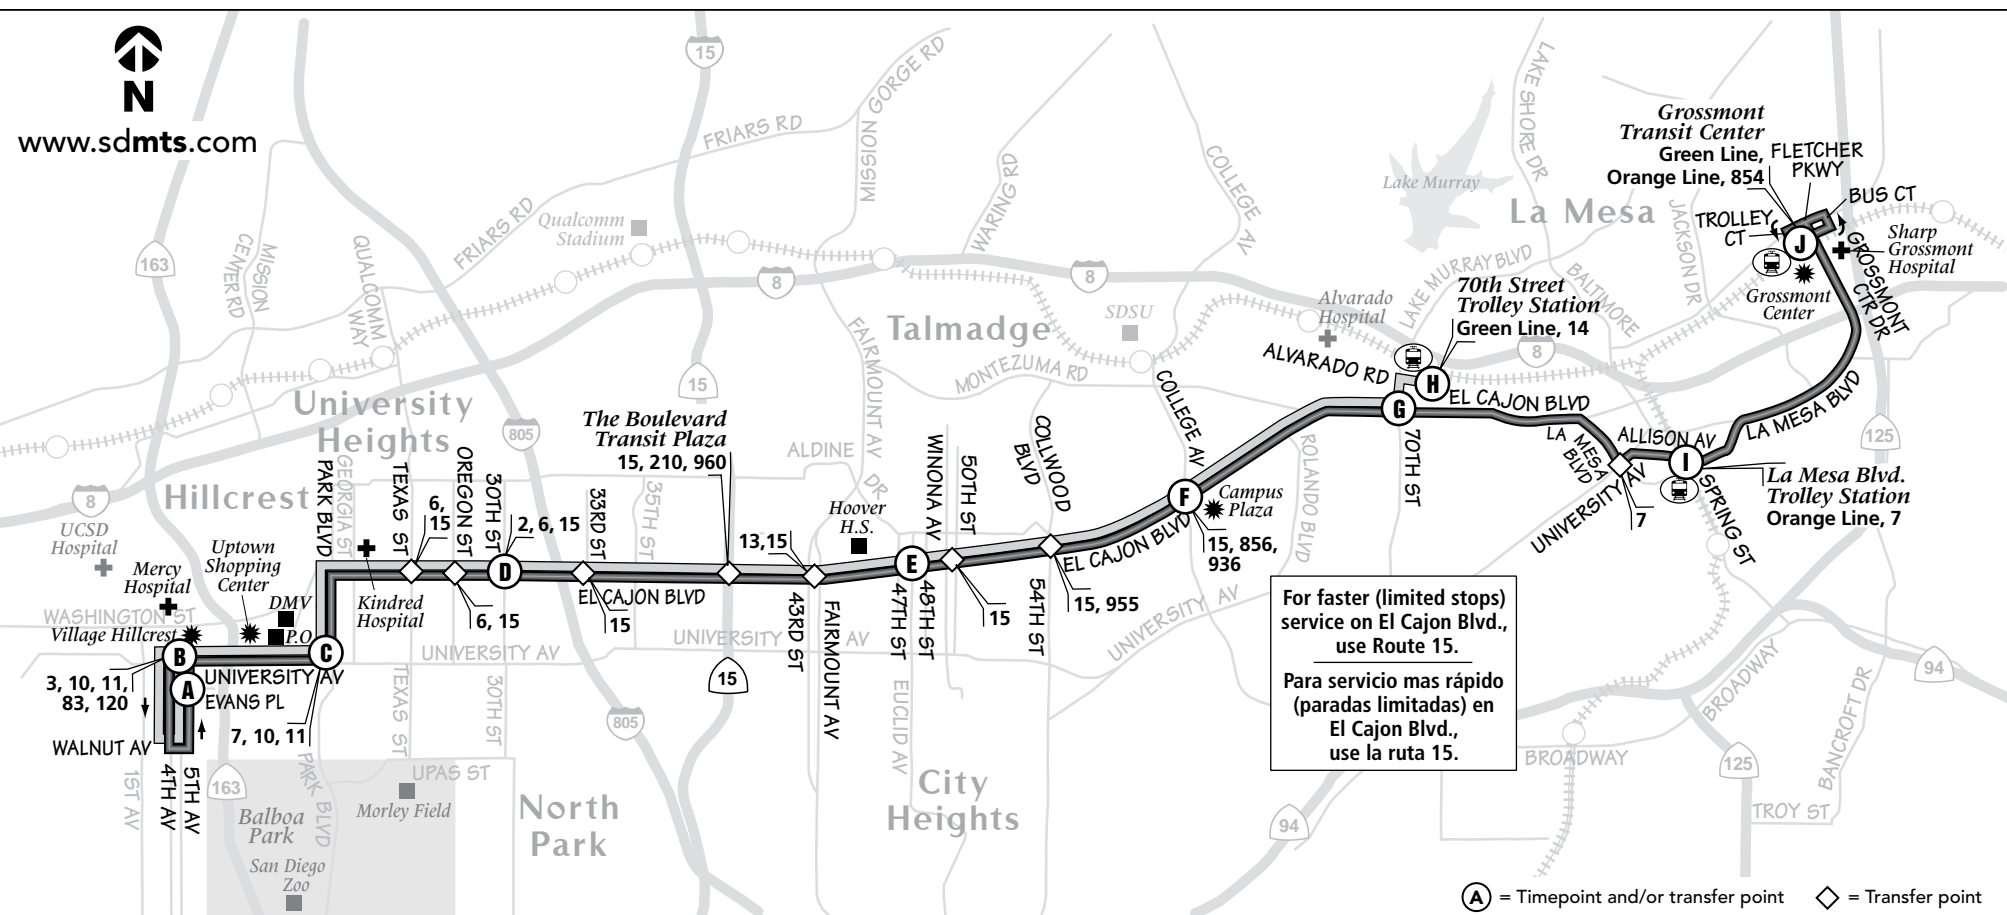 N
www.sdmts.com
163
MISSION
CENTER RD
QUALCOMM
WAY
FRIARS RD
Qualcomm
Stadium
15
FRIARS RD
MISSION GORGE RD
WARING RD
COLLEGE
AV
Lake Murray
LAKE SHORE DR
La Mesa
JACKSON DR
Grossmont
Transit Center
Green Line,
Orange Line, 854
FLETCHER
PKWY
BUS CT
TROLLEY
CT
J
Sharp
Grossmont
Hospital
GROSSMONT
CTR DR
Grossmont
Center
8
8
Talmadge
SDSU
Alvarado
Hospital
LAKE MURRAY BLVD
BALTIMORE
70th Street
Trolley Station
Green Line, 14
8
ALVARADO RD
H
G
EL CAJON BLVD
70TH ST
FAIRMOUNT AV
MONTEZUMA RD
COLLEGE AV
15
University
Heights
805
The Boulevard
Transit Plaza
15, 210, 960
ALDINE
DR
Hoover
H.S.
WINONA AV
50TH ST
COLLWOOD
BLVD
ROLANDO BLVD
LA MESA
BLVD
ALLISON AV
LA MESA BLVD
125
UNIVERSITY AV
7
I
La Mesa Blvd.
Trolley Station
Orange Line, 7
SPRING ST
8
Hillcrest
UCSD
Hospital
Mercy
Hospital
Uptown
Shopping
Center
PARK BLVD
GEORGIA ST
TEXAS ST
6,
15
OREGON ST
30TH ST
2, 6, 15
D
33RD ST
35TH ST
13,15
E
F
Campus
Plaza
15, 856,
936
EL CAJON BLVD
WASHINGTON ST
Village Hillcrest
DMV
P.O.
Kindred
Hospital
6, 15
EL CAJON BLVD
15
43RD ST
FAIRMOUNT AV
47TH ST
48TH ST
15
54TH ST
15, 955
UNIVERSITY AV
B
C
3, 10, 11,
83, 120
A
UNIVERSITY AV
EVANS PL
7, 10, 11
WALNUT AV
UNIVERSITY AV
UNIVERSITY AV
TEXAS ST
30TH ST
15
805
EUCLID AV
1ST AV
4TH AV
5TH AV
163
PARK BLVD
UPAS ST
Morley Field
Balboa
Park
San Diego
Zoo
North
Park
City
Heights
For faster (limited stops)
service on El Cajon Blvd.,
use Route 15.
Para servicio mas rápido
(paradas limitadas) en
El Cajon Blvd.,
use la ruta 15.
94
BROADWAY
BROADWAY
125
BANCROFT DR
TROY ST
94
A = Timepoint and/or transfer point
= Transfer point